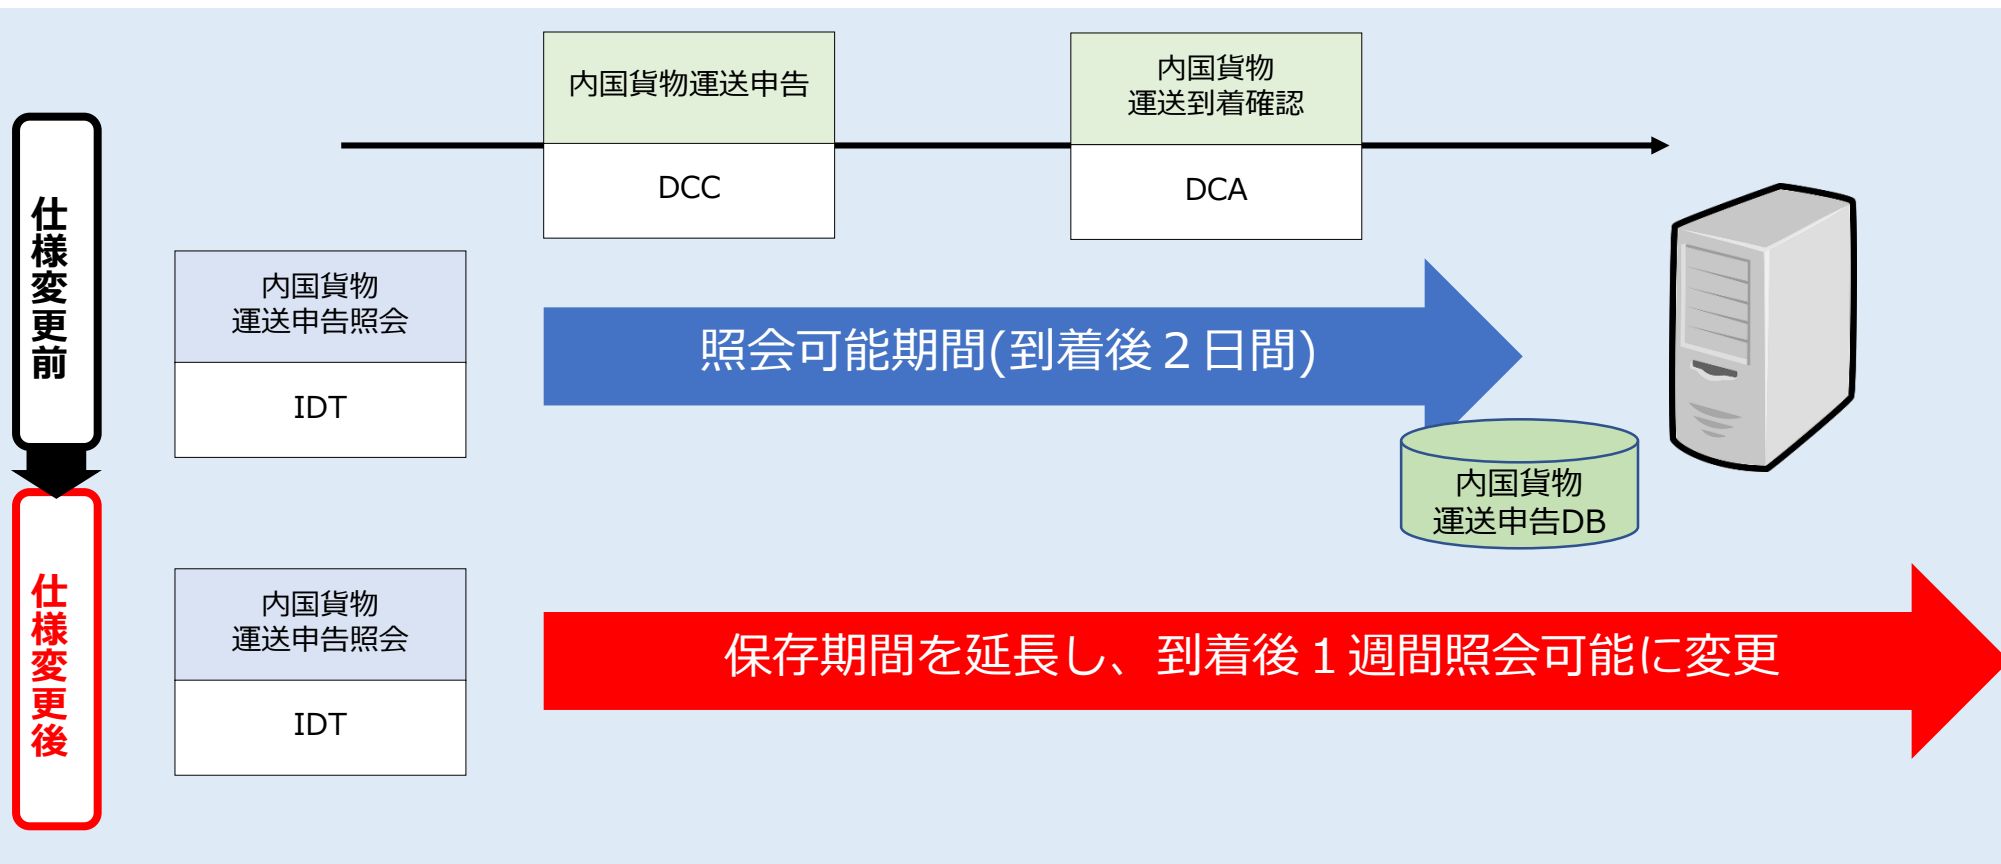 内国貨物運送申告
DCC
内国貨物
運送到着確認
DCA
仕様変更前
内国貨物
運送申告照会
IDT
照会可能期間(到着後２日間)
内国貨物
運送申告DB
仕様変更後
内国貨物
運送申告照会
IDT
保存期間を延長し、到着後１週間照会可能に変更